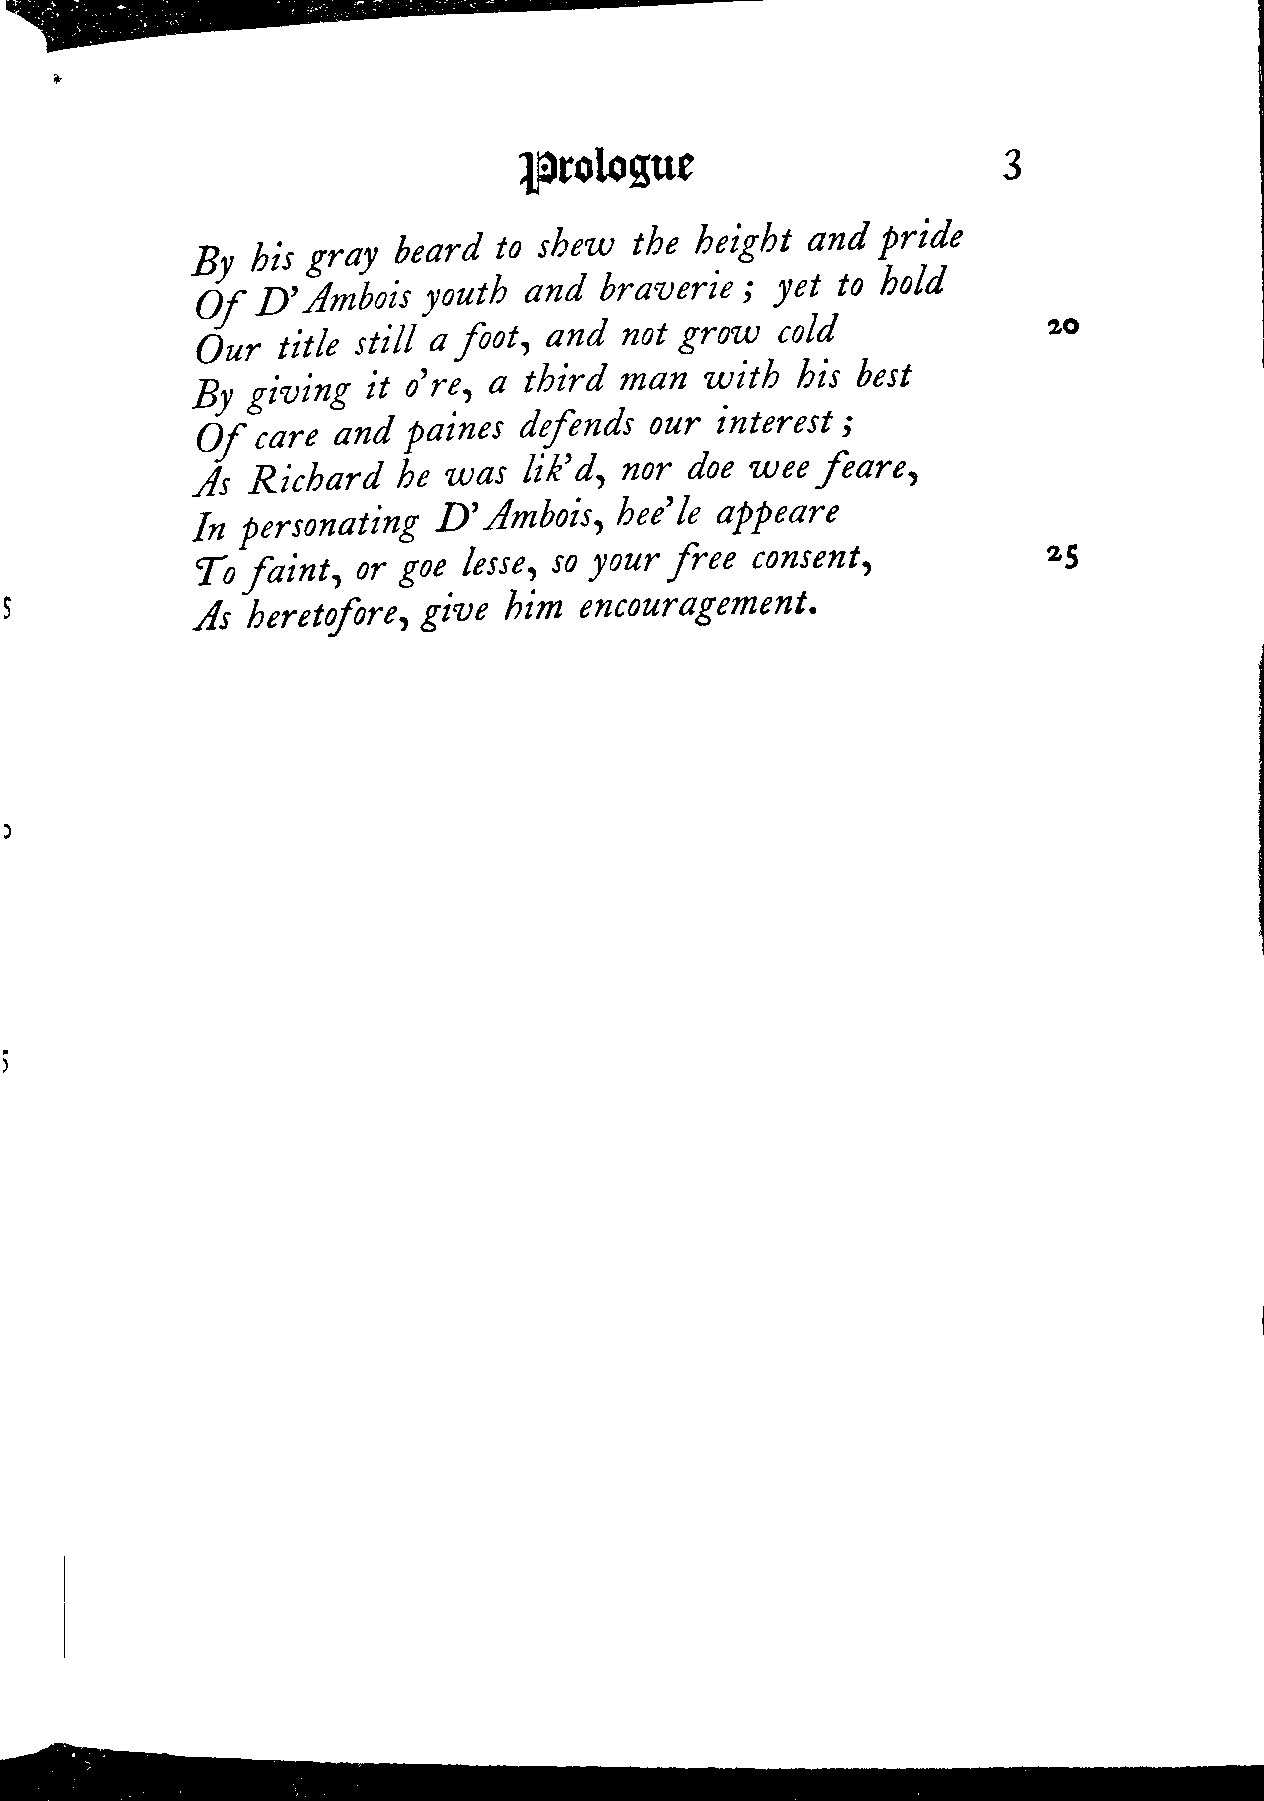 Prologue 3
By his gray beard to shew the height and pride
Of D'Ambois youth and braverie; yet to hold
Our title still a foot, and not grow cold 20
By giving it o're, a third man with his best
Of care and paines defends our interest;
As Richard he was lik'd, nor doe wee feare,
In personating D'Ambois, hee'le appeare
To faint, or goe lesse, so your free consent, 25
As heretofore, give him encouragement.
5
5